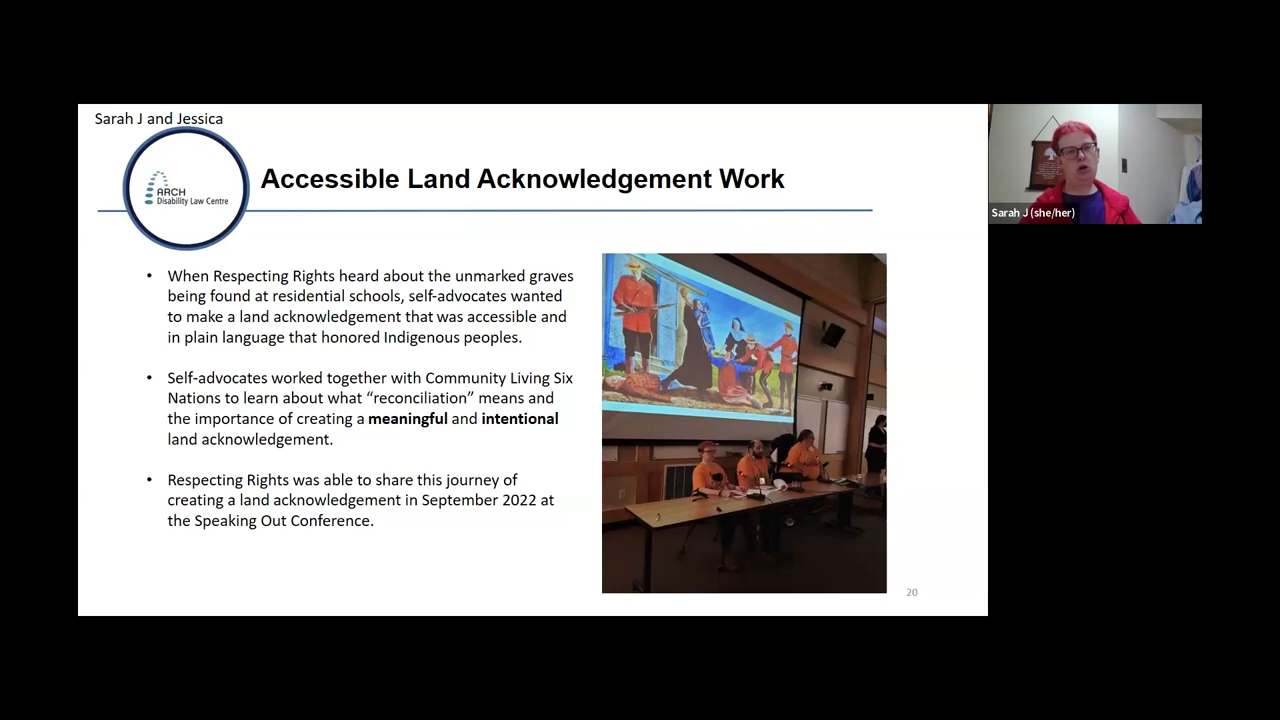 Sarah J and Jessica
ARCH
Disability Law Centre
Accessible Land Acknowledgement Work
• When Respecting Rights heard about the unmarked graves
being found at residential schools, self-advocates wanted
to make a land acknowledgement that was accessible and
in plain language that honored Indigenous peoples.
• Self-advocates worked together with Community Living Six
Nations to learn about what “reconciliation” means and
the importance of creating a meaningful and intentional
land acknowledgement.
• Respecting Rights was able to share this journey of
creating a land acknowledgement in September 2022 at
the Speaking Out Conference.
20
Sarah J (she/her)